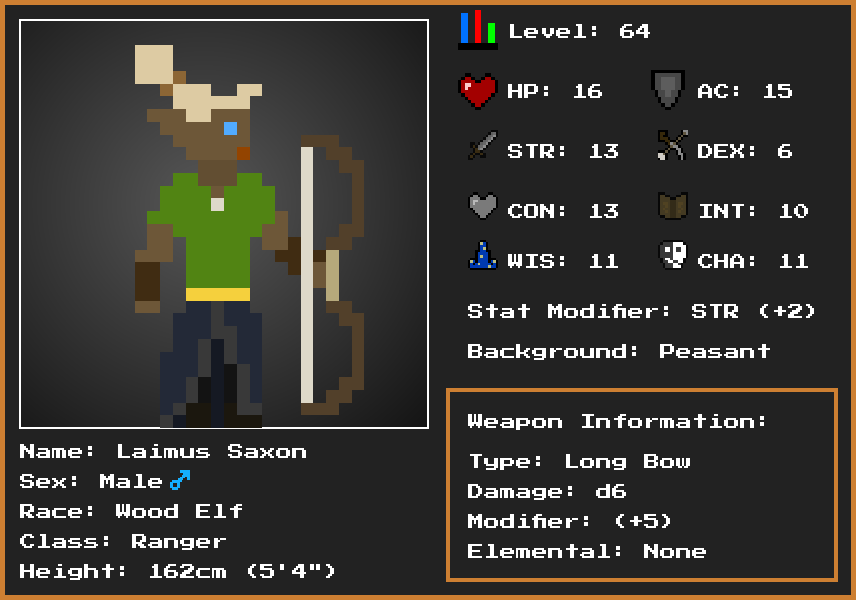 Level: 64
HP: 16 AC: 15
STR: 13 DEX: 6
CON: 13 INT: 10
WIS: 11 CHA: 11
Stat Modifier: STR (+2)
Background: Peasant
Weapon Information:
Type: Long Bow
Damage: d6
Modifier: (+5)
Elemental: None
Name: Laimus Saxon
Sex: Male ♂
Race: Wood Elf
Class: Ranger
Height: 162cm (5'4")